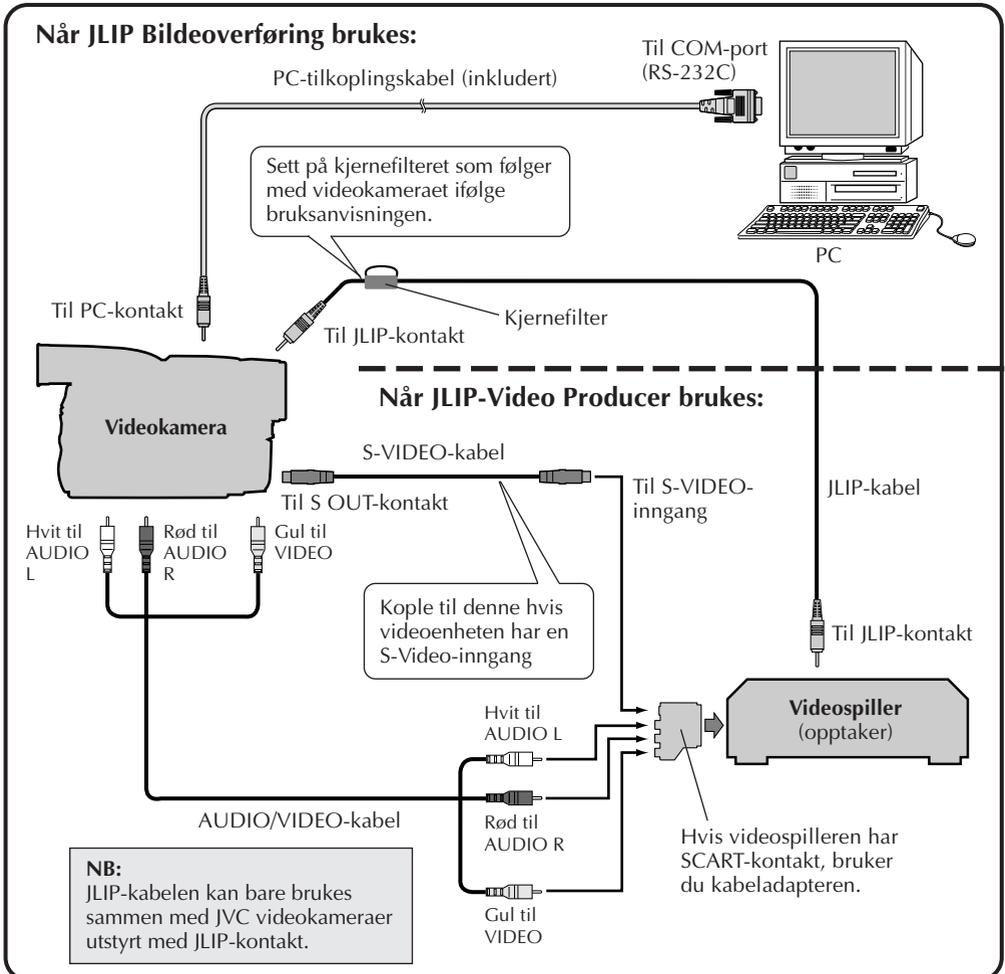 Når JLIP Bildeoverføring brukes:
Til COM-port
(RS-232C)
PC-tilkoplingskabel (inkludert)
Sett på kjernefilteret som følger
med videokameraet ifølge
bruksanvisningen.
PC
Til PC-kontakt
Til JLIP-kontakt
Kjernefilter
Når JLIP-Video Producer brukes:
Videokamera
S-VIDEO-kabel
Til S OUT-kontakt
Til S-VIDEO-
inngang
JLIP-kabel
Hvit til
AUDIO
L
Rød til
AUDIO
R
Gul til
VIDEO
Kople til denne hvis
videoenheten har en
S-Video-inngang
Til JLIP-kontakt
Videospiller
(opptaker)
Hvit til
AUDIO L
AUDIO/VIDEO-kabel
Rød til
AUDIO R
Hvis videospilleren har
SCART-kontakt, bruker
du kabeladapteren.
NB:
JLIP-kabelen kan bare brukes
sammen med JVC videokameraer
utstyrt med JLIP-kontakt.
Gul til
VIDEO